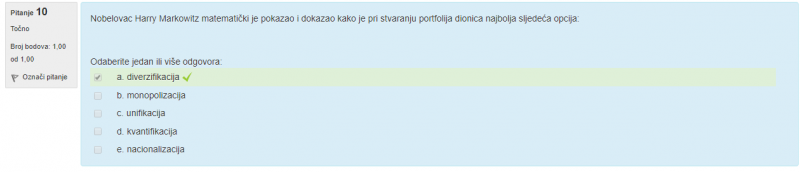 Pitanje 10
Točno
Broj bodova: 1,00
od 1,00
Označi pitanje
Nobelovac Harry Markowitz matematički je pokazao i dokazao kako je pri stvaranju portfolija dionica najbolja sljedeća opcija:
Odaberite jedan ili više odgovora:
a. diverzifikacija
b. monopolizacija
c. unifikacija
d. kvantifikacija
e. nacionalizacija